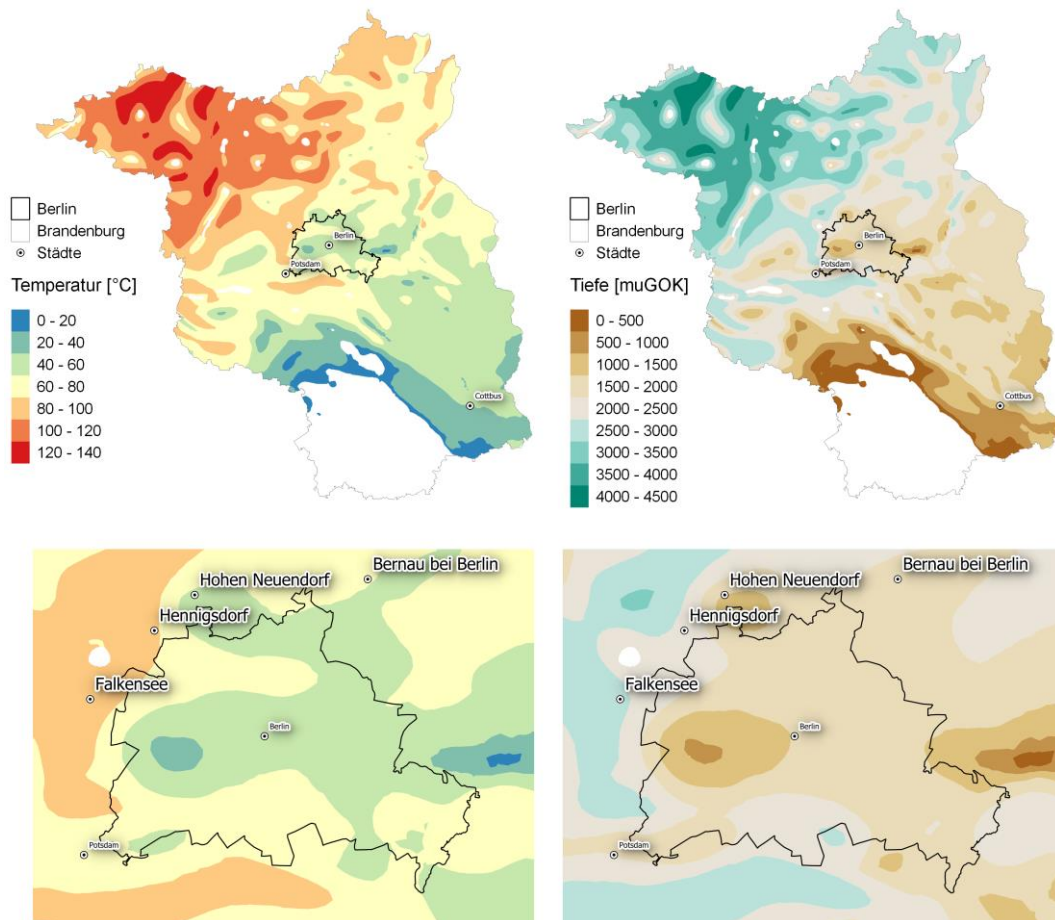 Berlin
Potsdam
Cottbus
Berlin
Brandenburg
Städte
Temperatur [°C]
0 - 20
20 - 40
40 - 60
60 - 80
80 - 100
100 - 120
120 - 140
Berlin
Potsdam
Cottbus
Berlin
Brandenburg
Städte
Tiefe [muGOK]
0 - 500
500 - 1000
1000 - 1500
1500 - 2000
2000 - 2500
2500 - 3000
3000 - 3500
3500 - 4000
4000 - 4500
Bernau bei Berlin
Hohen Neuendorf
Hennigsdorf
Falkensee
Berlin
Potsdam
Bernau bei Berlin
Hohen Neuendorf
Hennigsdorf
Falkensee
Berlin
Potsdam